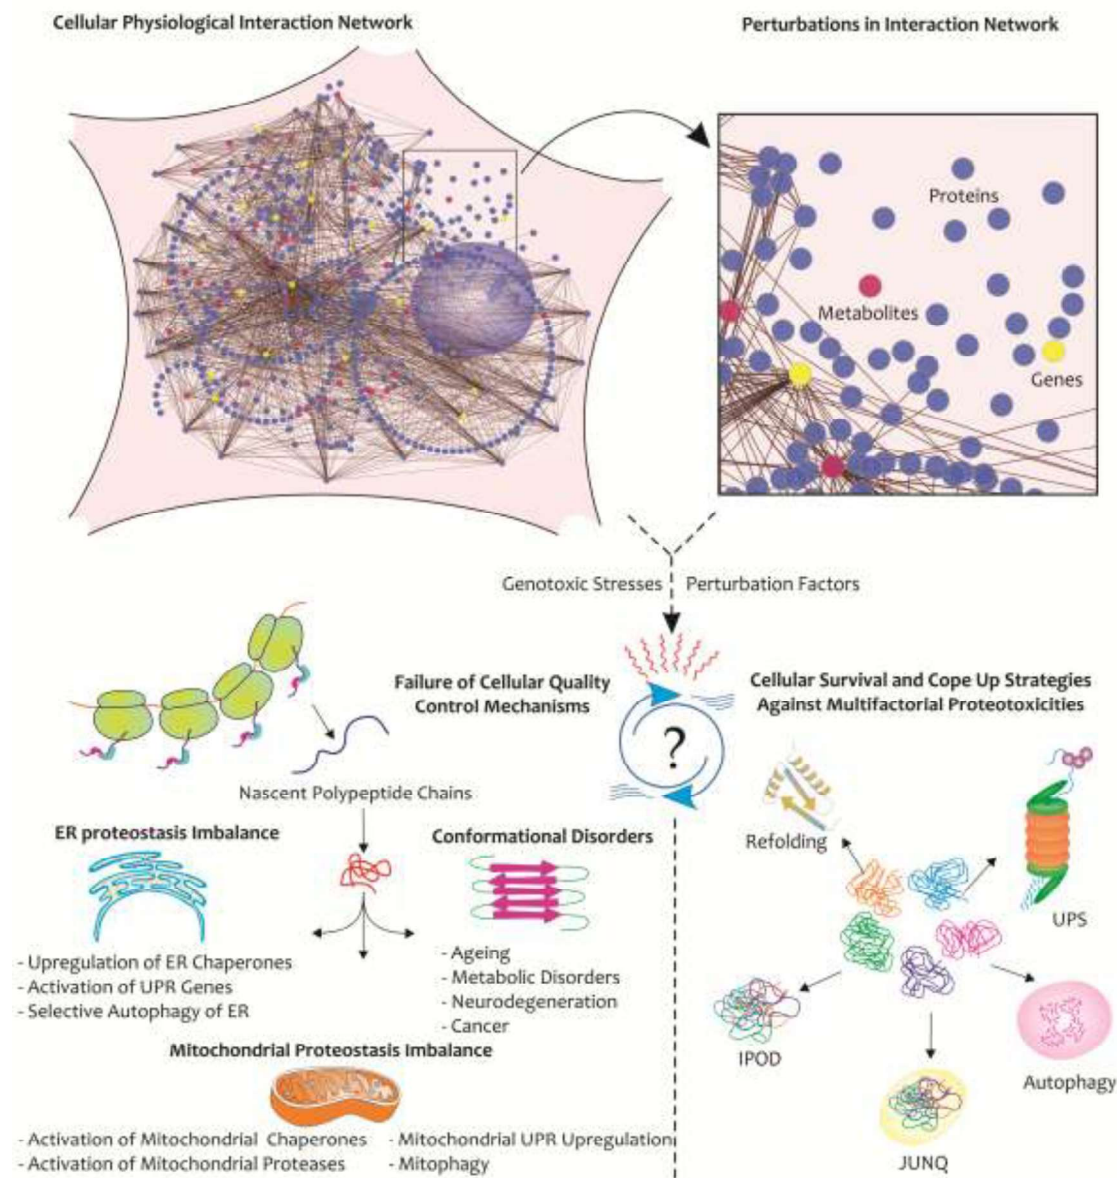 Cellular Physiological Interaction Network
Perturbations in Interaction Network
Proteins
Metabolites
Genes
Genotoxic Stresses
Perturbation Factors
Failure of Cellular Quality
Control Mechanisms
?
Cellular Survival and Cope Up Strategies
Against Multifactorial Proteotoxicities
Nascent Polypeptide Chains
ER proteostasis Imbalance
Conformational Disorders
- Upregulation of ER Chaperones
- Activation of UPR Genes
- Selective Autophagy of ER
- Ageing
- Metabolic Disorders
- Neurodegeneration
- Cancer
Mitochondrial Proteostasis Imbalance
- Activation of Mitochondrial Chaperones
- Activation of Mitochondrial Proteases
- Mitochondrial UPR Upregulation
- Mitophagy
Refolding
UPS
IPOD
Autophagy
JUNQ